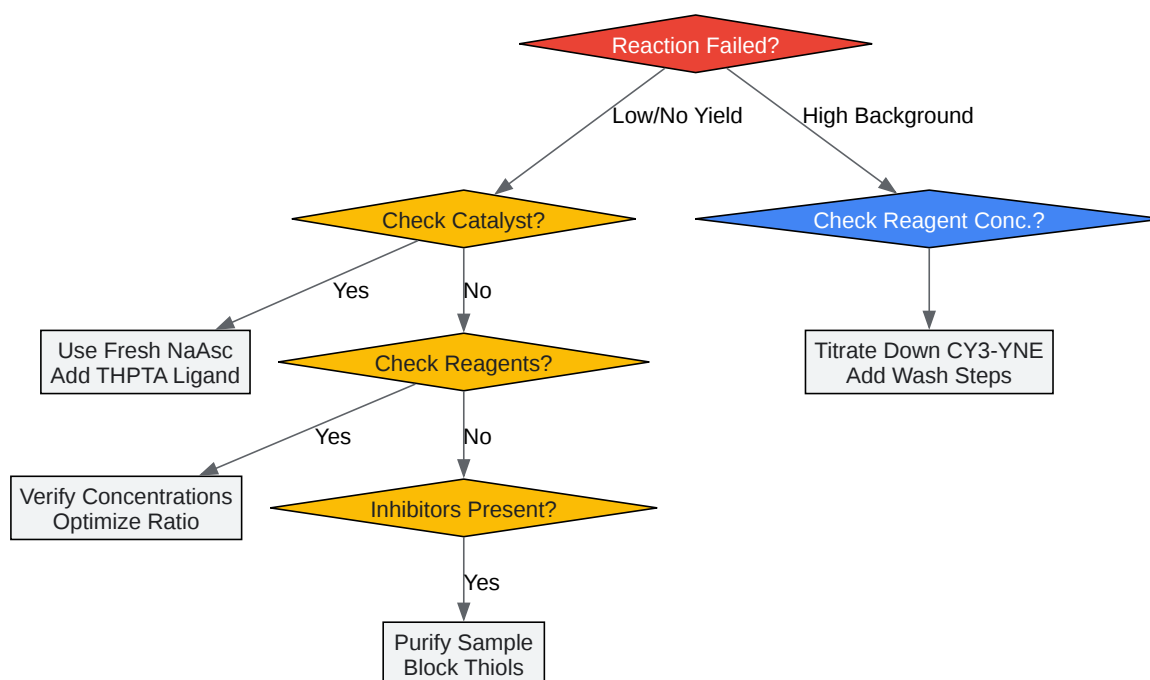 Reaction Failed?
Low/No Yield
High Background
Check Catalyst?
Check Reagent Conc.?
Yes
No
Use Fresh NaAsc
Add THPTA Ligand
Check Reagents?
Titrate Down CY3-YNE
Add Wash Steps
Yes
No
Verify Concentrations
Optimize Ratio
Inhibitors Present?
Yes
Purify Sample
Block Thiols